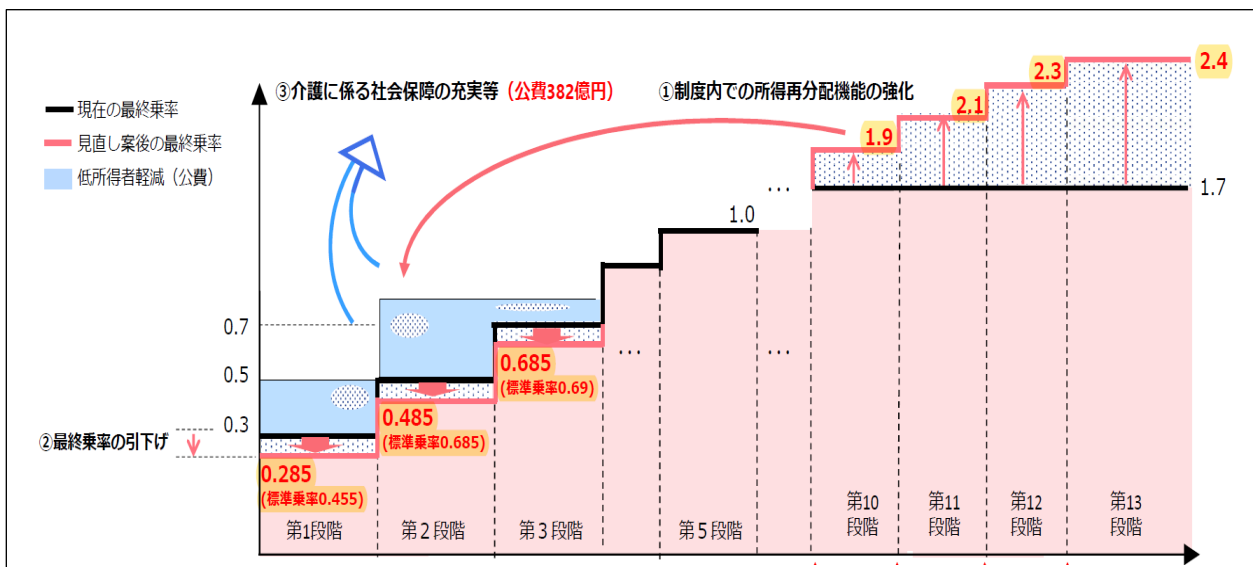 ③介護に係る社会保障の充実等（公費382億円）
①制度内での所得再分配機能の強化
現在の最終乗率
見直し案後の最終乗率
低所得者軽減（公費）
2.4
2.3
2.1
1.9
1.7
…
1.0
0.7
0.5
0.3
②最終乗率の引下げ
…
…
0.685
(標準乗率0.69)
0.485
(標準乗率0.685)
0.285
(標準乗率0.455)
第1段階
第２段階
第３段階
第５段階
第10
段階
第11
段階
第12
段階
第13
段階